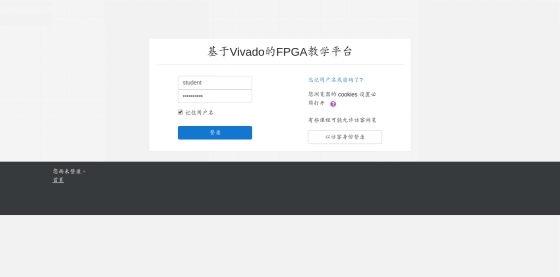 基于Vivado的FPGA教学平台
student
••••••••••
记住用户名
登录
忘记用户名或密码了?
您浏览器的 cookies 设置必
须打开
有些课程可能允许访客浏览
以访客身份登录
您尚未登录。
首页